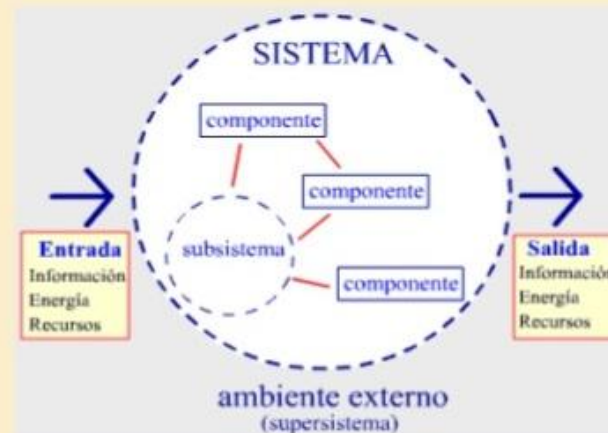 SISTEMA
componente
componente
subsistema
componente
Entrada
Información
Energía
Recursos
Salida
Información
Energía
Recursos
ambiente externo
(supersistema)